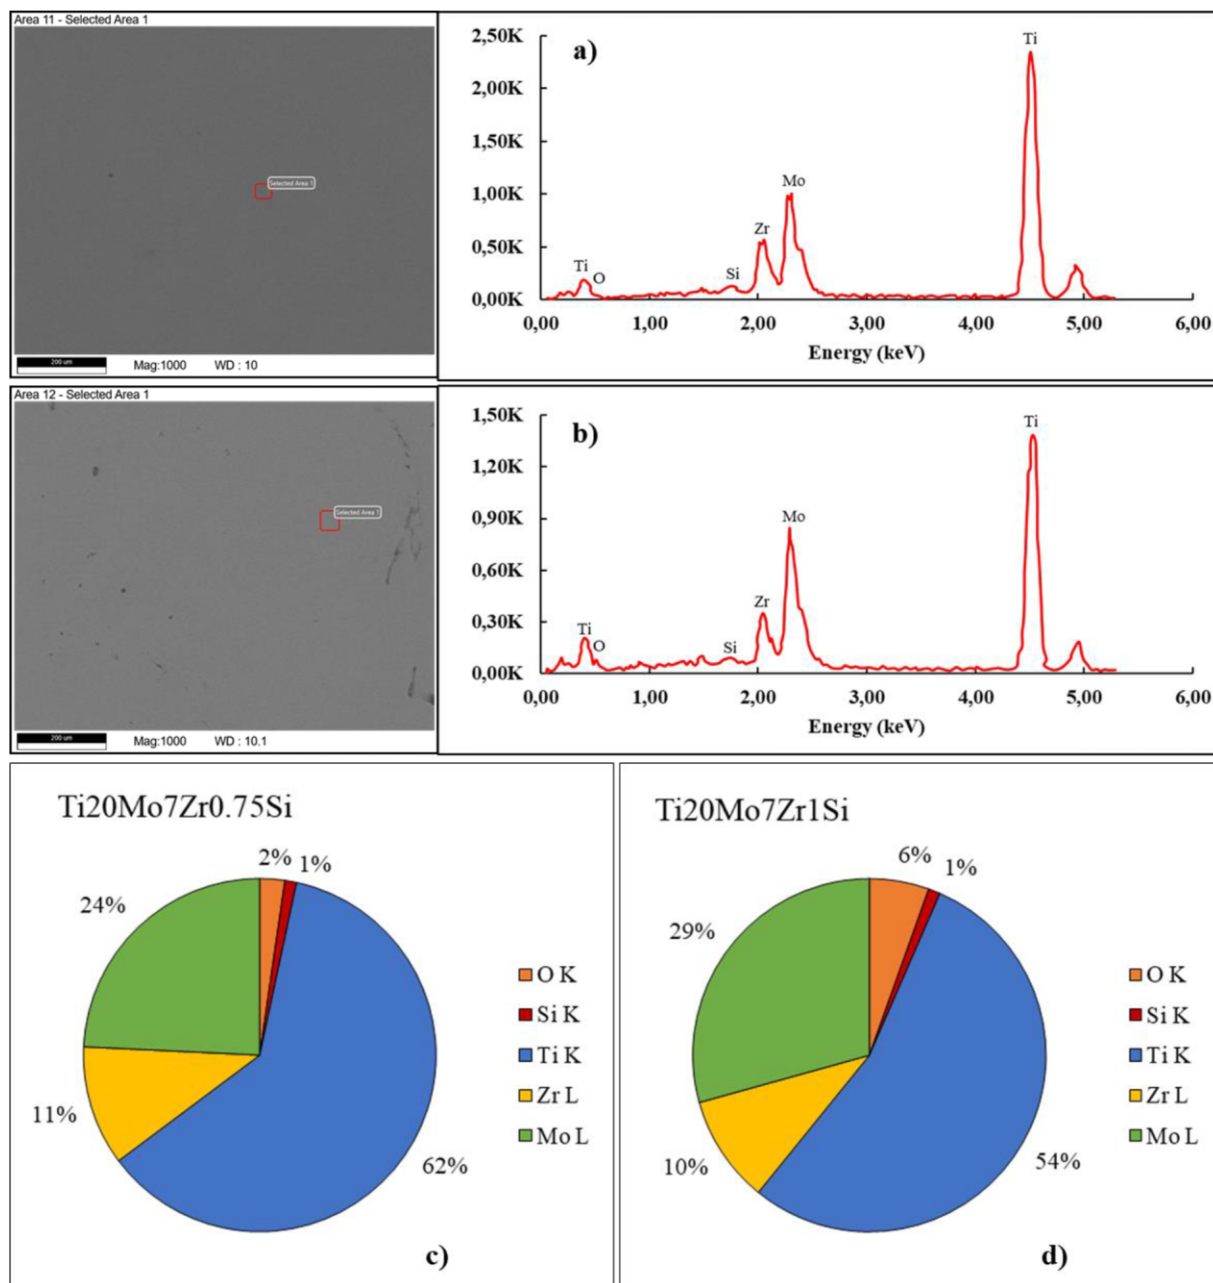 Area 11 - Selected Area 1
Selected Area 1
200 um Mag:1000 WD : 10
a)
2,50K
2,00K
1,50K
1,00K
0,50K
0,00K
Ti
O
Si
Zr
Mo
Ti
0,00 1,00 2,00 3,00 4,00 5,00 6,00
Energy (keV)
Area 12 - Selected Area 1
Selected Area 1
200 um Mag:1000 WD : 10.1
b)
1,50K
1,20K
0,90K
0,60K
0,30K
0,00K
Ti
O
Si
Zr
Mo
Ti
0,00 1,00 2,00 3,00 4,00 5,00 6,00
Energy (keV)
Ti20Mo7Zr0.75Si
2% 1%
24%
11%
62%
O K
Si K
Ti K
Zr L
Mo L
c)
Ti20Mo7Zr1Si
6% 1%
29%
10%
54%
O K
Si K
Ti K
Zr L
Mo L
d)